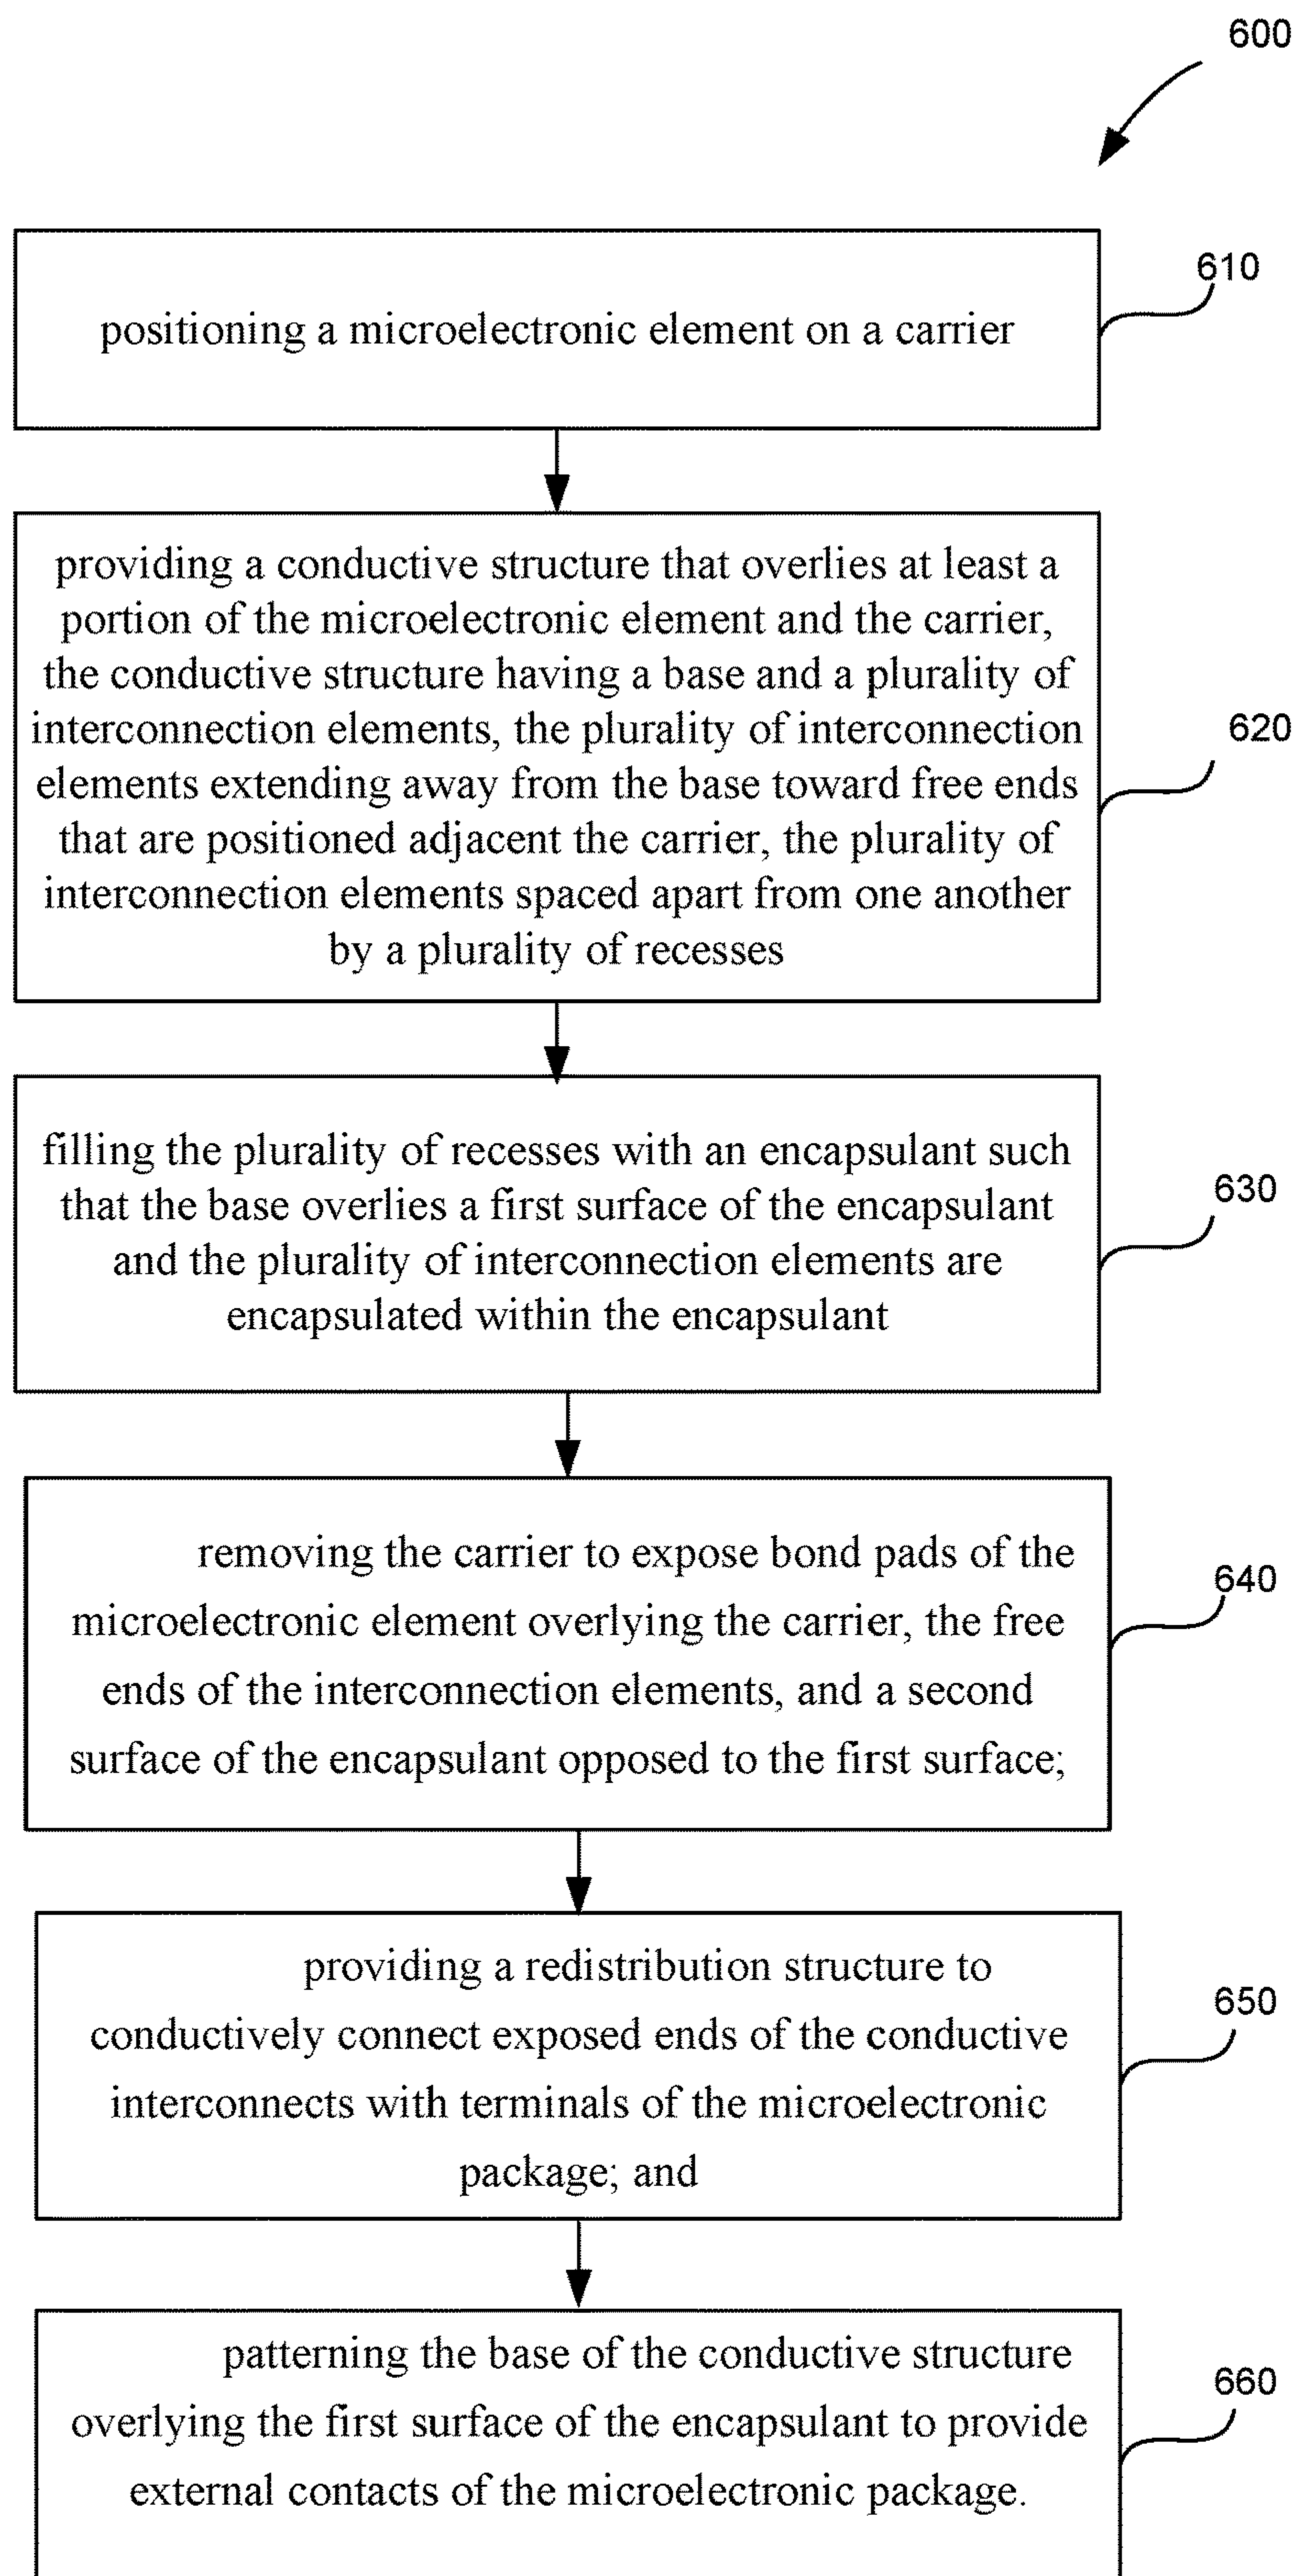 600
610
positioning a microelectronic element on a carrier
providing a conductive structure that overlies at least a
portion of the microelectronic element and the carrier,
the conductive structure having a base and a plurality of
interconnection elements, the plurality of interconnection
elements extending away from the base toward free ends
that are positioned adjacent the carrier, the plurality of
interconnection elements spaced apart from one another
by a plurality of recesses
620
filling the plurality of recesses with an encapsulant such
that the base overlies a first surface of the encapsulant
and the plurality of interconnection elements are
encapsulated within the encapsulant
630
removing the carrier to expose bond pads of the
microelectronic element overlying the carrier, the free
ends of the interconnection elements, and a second
surface of the encapsulant opposed to the first surface;
640
providing a redistribution structure to
conductively connect exposed ends of the conductive
interconnects with terminals of the microelectronic
package; and
650
patterning the base of the conductive structure
overlying the first surface of the encapsulant to provide
external contacts of the microelectronic package.
660